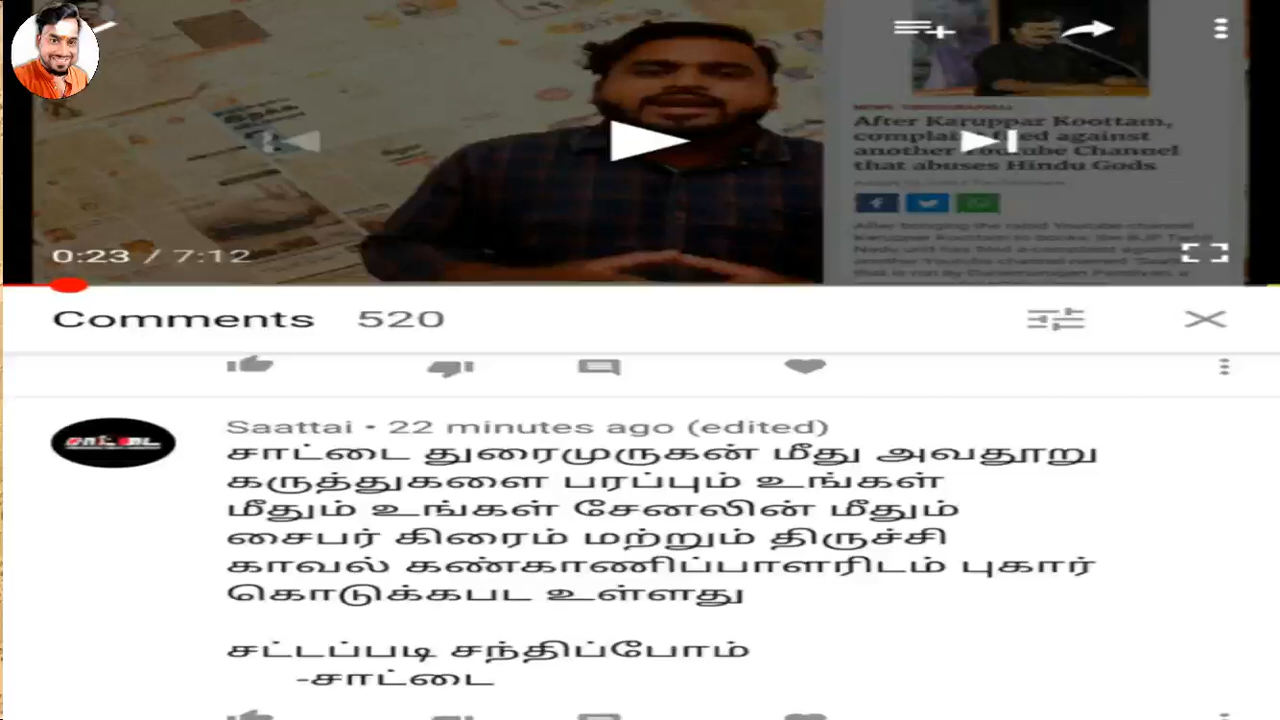 After Karuppar Koottam,
another Youtube Channel
that abuses Hindu Gods
0:23 / 7:12
Comments 520
Saattai • 22 minutes ago (edited)
சாட்டை துரைமுருகன் மீது அவதூறு
கருத்துகளை பரப்பும் உங்கள்
மீதும் உங்கள் சேனலின் மீதும்
சைபர் கிரைம் மற்றும் திருச்சி
காவல் கண்காணிப்பாளரிடம் புகார்
கொடுக்கபட உள்ளது
சட்டப்படி சந்திப்போம்
-சாட்டை